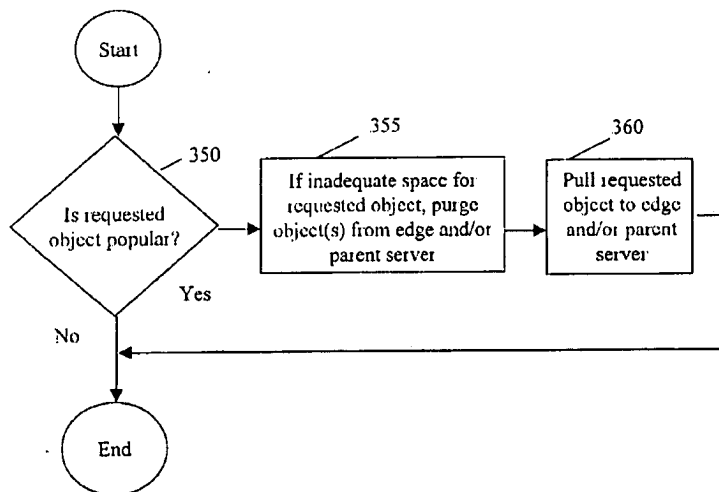 Start
350
Is requested
object popular?
Yes
No
355
If inadequate space for
requested object, purge
object(s) from edge and/or
parent server
360
Pull requested
object to edge
and/or parent
server
End